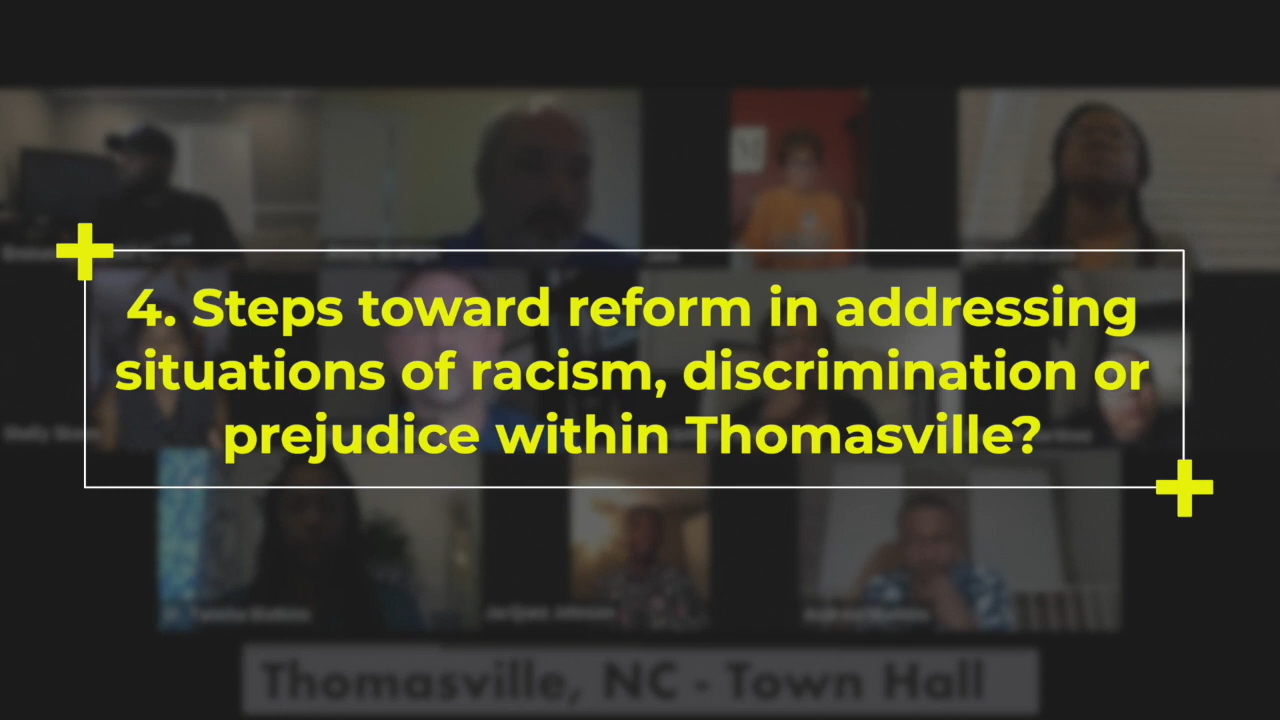 4. Steps toward reform in addressing
situations of racism, discrimination or
prejudice within Thomasville?
Thomasville, NC - Town Hall